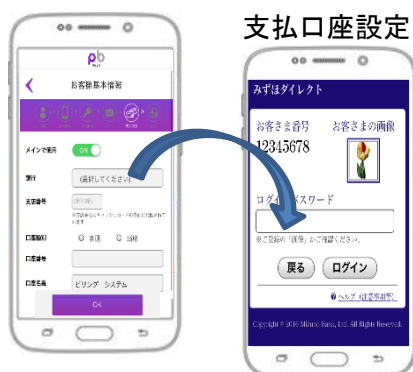 支払口座設定
pb
お客様基本情報
メインで使用
ON
銀行
(選択してください)
支店番号
口座種別
普通
当座
口座番号
口座名義
ビリング システム
OK
みずほダイレクト
お客さま番号
お客さまの画像
12345678
ログインパスワード
※ご登録の「画像」かご確認ください。
戻る
ログイン
ヘルプ(注意事項等)
Copyright © 2016 Mizuho Bank, Ltd. All Rights Reserved.